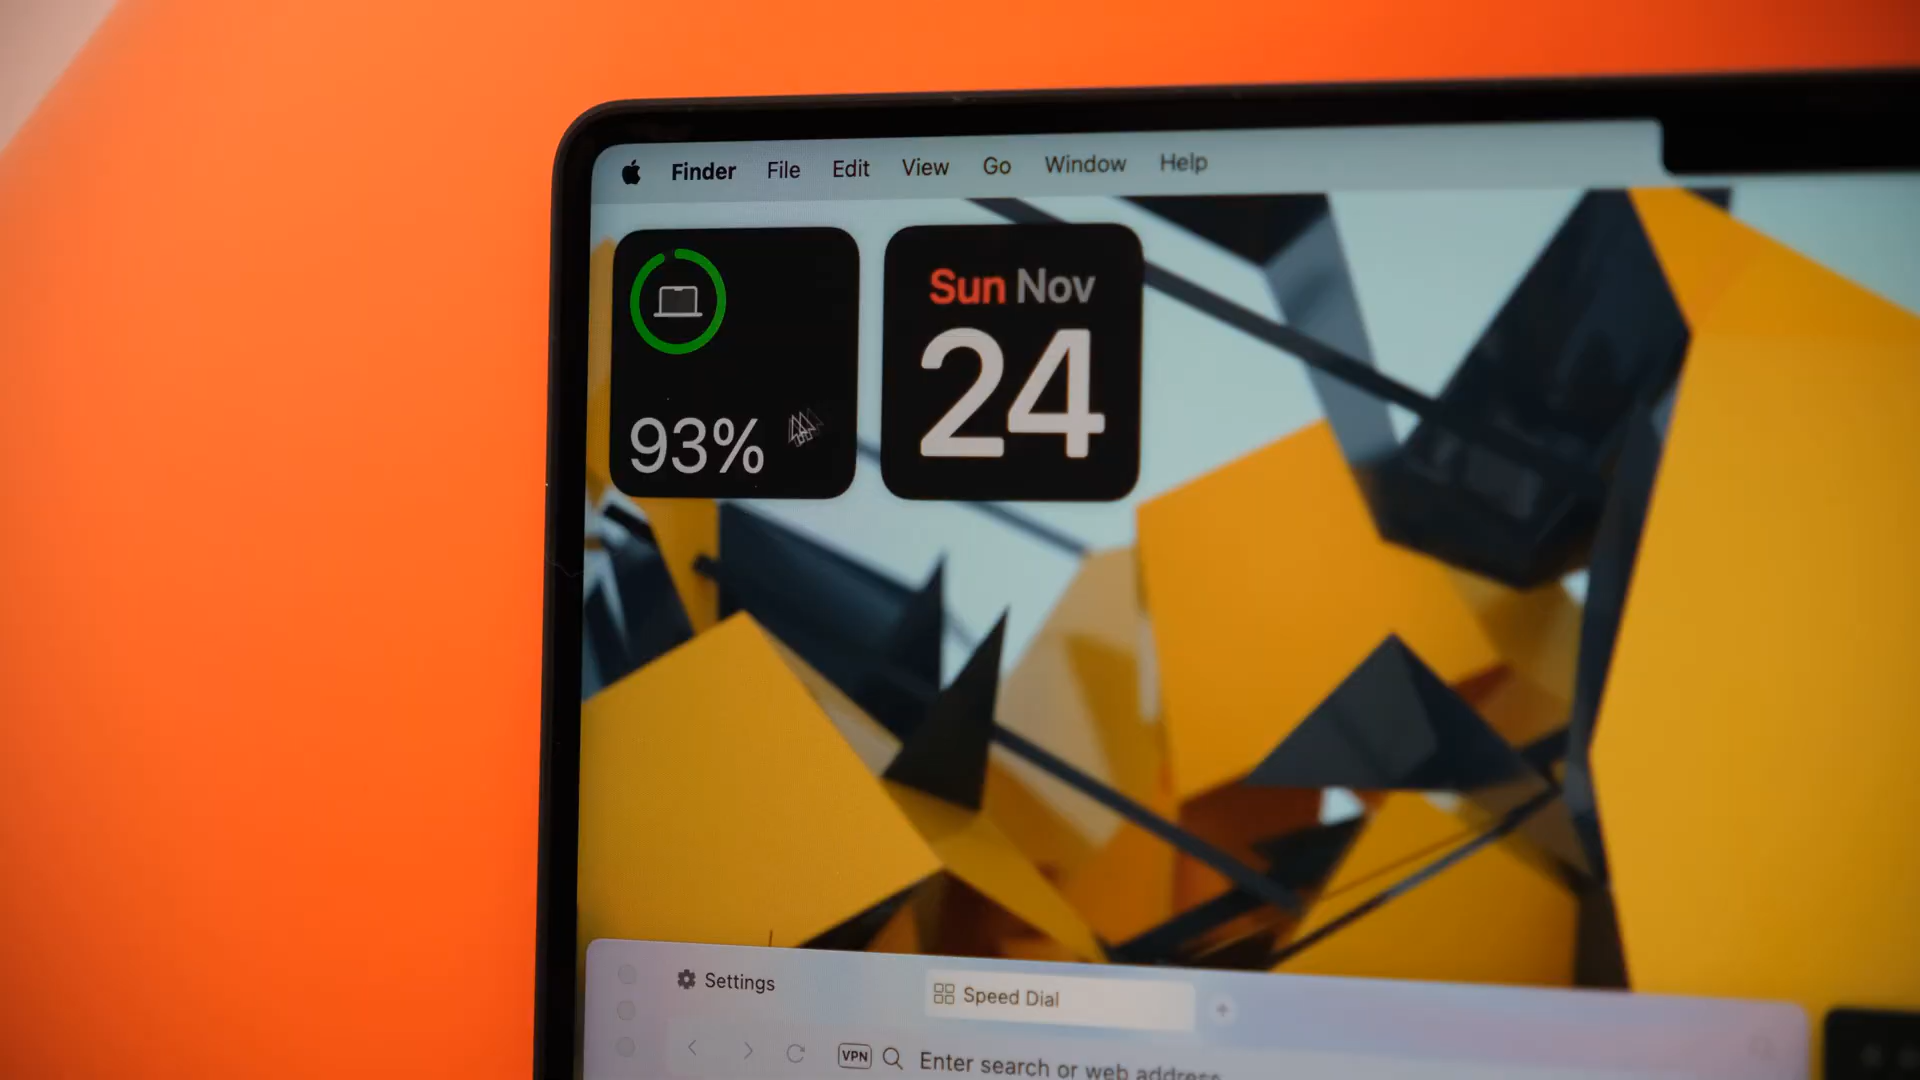 Finder File Edit View Go Window Help
Sun Nov
24
93%
Settings
Speed Dial
VPN Enter search or web address